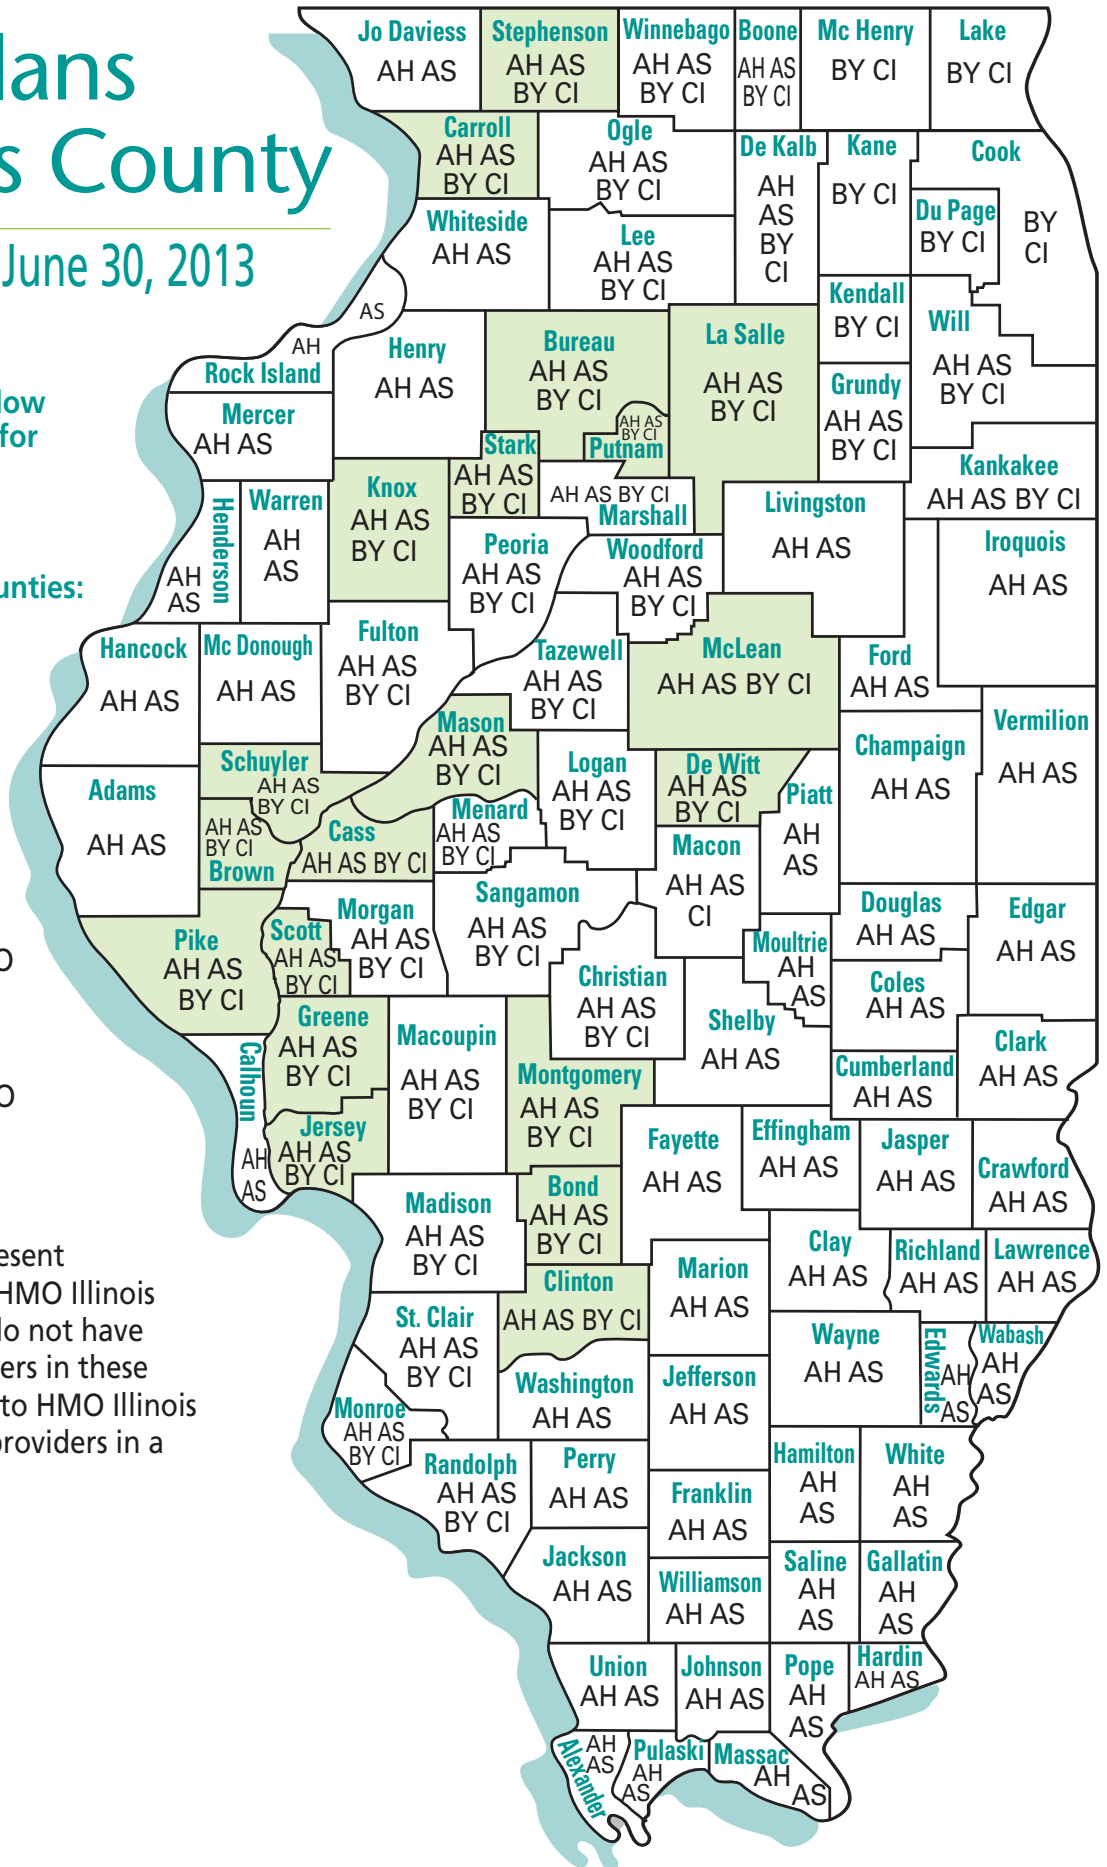 lans
s County
June 30, 2013
low
for
unties:
O
O
esent
HMO Illinois
do not have
ers in these
to HMO Illinois
providers in a
Jo Daviess
AH AS
Stephenson
AH AS
BY CI
Winnebago
AH AS
BY CI
Boone
AH AS
BY CI
Mc Henry
BY CI
Lake
BY CI
Carroll
AH AS
BY CI
Ogle
AH AS
BY CI
De Kalb
AH
AS
BY
CI
Kane
BY CI
Cook
BY
CI
Du Page
BY CI
Whiteside
AH AS
Lee
AH AS
BY CI
Kendall
BY CI
Will
AH AS
BY CI
AS
AH
Rock Island
Henry
AH AS
Bureau
AH AS
BY CI
La Salle
AH AS
BY CI
Grundy
AH AS
BY CI
Mercer
AH AS
AH AS
BY CI
Putnam
Stark
AH AS
BY CI
Kankakee
AH AS BY CI
Knox
AH AS
BY CI
AH AS BY CI
Marshall
Livingston
AH AS
Henderson
AH
AS
Warren
AH
AS
Peoria
AH AS
BY CI
Woodford
AH AS
BY CI
Iroquois
AH AS
Hancock
AH AS
Mc Donough
AH AS
Fulton
AH AS
BY CI
Tazewell
AH AS
BY CI
McLean
AH AS BY CI
Ford
AH AS
Mason
AH AS
BY CI
Vermilion
AH AS
Champaign
AH AS
Schuyler
AH AS
BY CI
Adams
AH AS
Logan
AH AS
BY CI
De Witt
AH AS
BY CI
Piatt
AH
AS
Menard
AH AS
BY CI
AH AS
BY CI
Brown
Cass
AH AS BY CI
Macon
AH AS
CI
Sangamon
AH AS
BY CI
Morgan
AH AS
BY CI
Douglas
AH AS
Edgar
AH AS
Pike
AH AS
BY CI
Scott
AH AS
BY CI
Moultrie
AH
AS
Christian
AH AS
BY CI
Coles
AH AS
Greene
AH AS
BY CI
Macoupin
AH AS
BY CI
Shelby
AH AS
Clark
AH AS
Calhoun
AH
AS
Montgomery
AH AS
BY CI
Cumberland
AH AS
Jersey
AH AS
BY CI
Fayette
AH AS
Effingham
AH AS
Jasper
AH AS
Crawford
AH AS
Madison
AH AS
BY CI
Bond
AH AS
BY CI
Clay
AH AS
Richland
AH AS
Lawrence
AH AS
Marion
AH AS
Clinton
AH AS BY CI
St. Clair
AH AS
BY CI
Wayne
AH AS
Edwards
AH
AS
Wabash
AH
AS
Washington
AH AS
Jefferson
AH AS
Monroe
AH AS
BY CI
Randolph
AH AS
BY CI
Perry
AH AS
Hamilton
AH
AS
White
AH
AS
Franklin
AH AS
Jackson
AH AS
Williamson
AH AS
Saline
AH
AS
Gallatin
AH
AS
Union
AH AS
Johnson
AH AS
Pope
AH
AS
Hardin
AH AS
Alexander
AH
AS
Pulaski
AH
AS
Massac
AH
AS